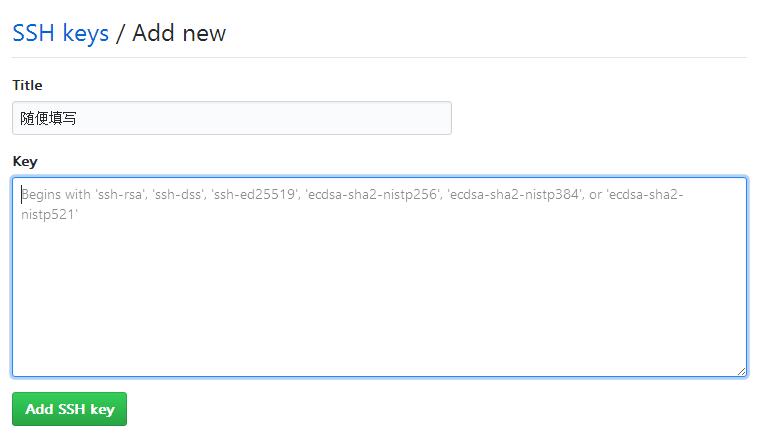 SSH keys / Add new
Title
随便填写
Key
Begins with 'ssh-rsa', 'ssh-dss', 'ssh-ed25519', 'ecdsa-sha2-nistp256', 'ecdsa-sha2-nistp384', or 'ecdsa-sha2-
nistp521'
Add SSH key